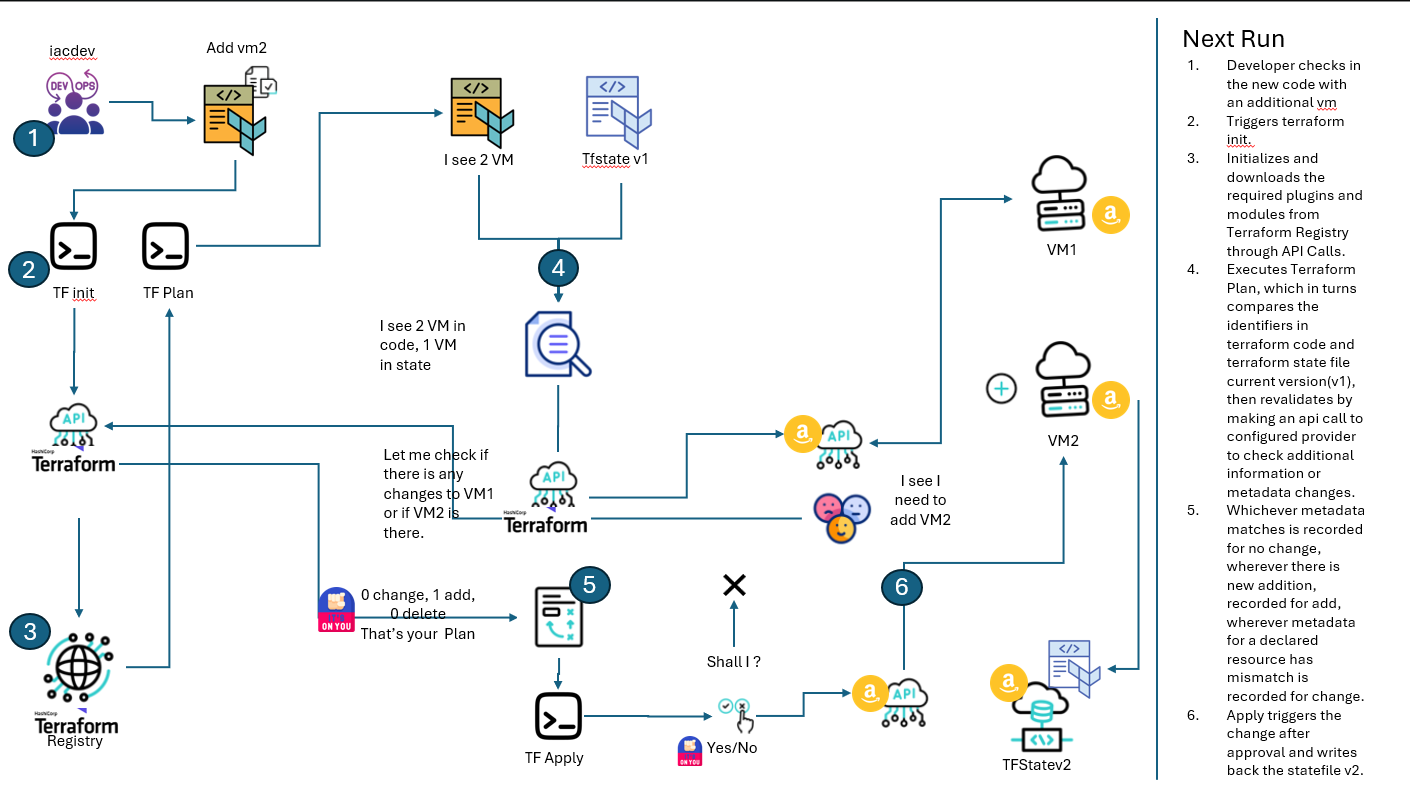 iacdev
DEV OPS
1
Add vm2
</>
I see 2 VM
</>
Tfstate v1
2
TF init
TF Plan
4
I see 2 VM in
code, 1 VM
in state
VM1
VM2
API
HashiCorp
Terraform
Let me check if
there is any
changes to VM1
or if VM2 is
there.
API
HashiCorp
Terraform
a
API
a
a
I see I
need to
add VM2
3
HashiCorp
Terraform
Registry
ON YOU
0 change, 1 add,
0 delete
That's your Plan
5
TF Apply
Shall I ?
ON YOU
Yes/No
6
a
API
</>
a
</>
TFStatev2
Next Run
1. Developer checks in
the new code with
an additional vm
2. Triggers terraform
init.
3. Initializes and
downloads the
required plugins and
modules from
Terraform Registry
through API Calls.
4. Executes Terraform
Plan, which in turns
compares the
identifiers in
terraform code and
terraform state file
current version(v1),
then revalidates by
making an api call to
configured provider
to check additional
information or
metadata changes.
5. Whichever metadata
matches is recorded
for no change,
wherever there is
new addition,
recorded for add,
wherever metadata
for a declared
resource has
mismatch is
recorded for change.
6. Apply triggers the
change after
approval and writes
back the statefile v2.